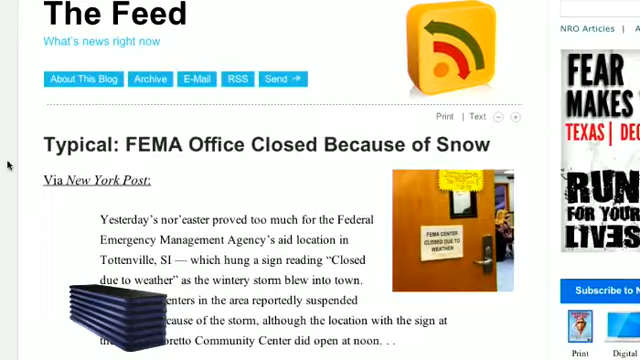 The Feed
What's news right now
About This Blog
Archive
E-Mail
RSS
Send
Print | Text
Typical: FEMA Office Closed Because of Snow
Via New York Post:
Yesterday's nor'easter proved too much for the Federal
Emergency Management Agency's aid location in
Tottenville, SI — which hung a sign reading "Closed
due to weather" as the wintery storm blew into town.
enters in the area reportedly suspended
cause of the storm, although the location with the sign at
oretto Community Center did open at noon. . .
FEMA CENTER
CLOSED DUE TO
WEATHER
NRO Articles |
FEAR
MAKES
TEXAS | DEC
RUN
FOR YOUR
LIVES
Subscribe to N
Print
Digital